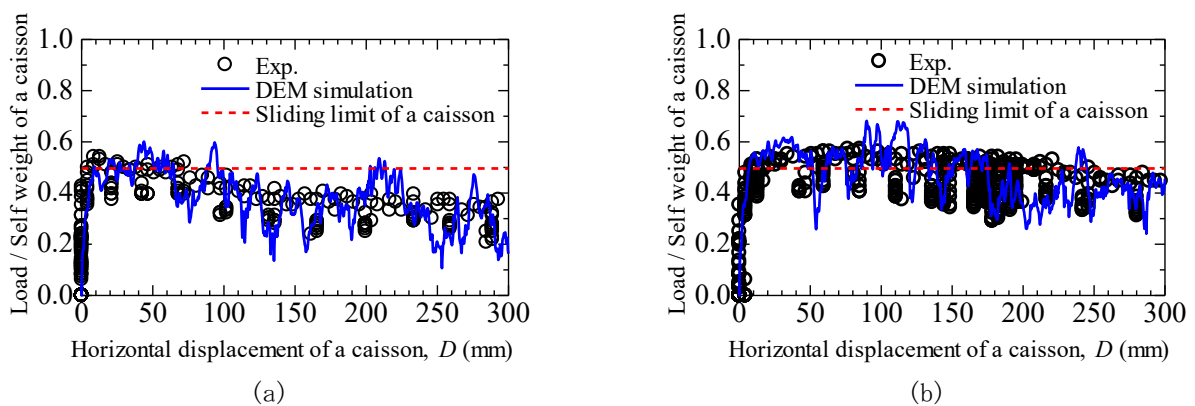 1.0
0.8
0.6
0.4
0.2
0.0
0 50 100 150 200 250 300
Load / Self weight of a caisson
Horizontal displacement of a caisson, D (mm)
Exp.
DEM simulation
Sliding limit of a caisson
(a)
1.0
0.8
0.6
0.4
0.2
0.0
0 50 100 150 200 250 300
Load / Self weight of a caisson
Horizontal displacement of a caisson, D (mm)
Exp.
DEM simulation
Sliding limit of a caisson
(b)